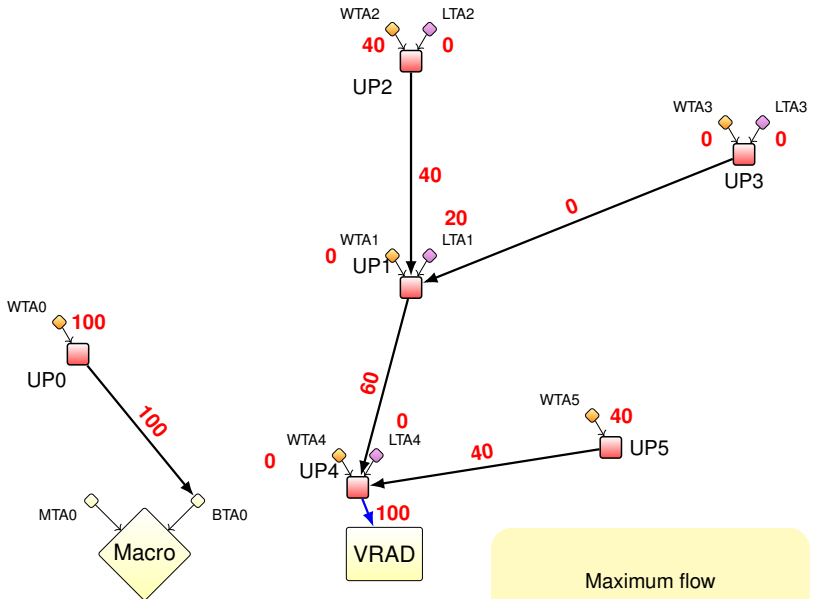 WTA2
LTA2
40
0
UP2
WTA3
LTA3
0
0
UP3
40
0
20
WTA1
LTA1
0
UP1
WTA0
100
UP0
60
100
WTA5
40
0
WTA4
LTA4
0
UP4
40
UP5
MTA0
BTA0
100
Macro
VRAD
Maximum flow